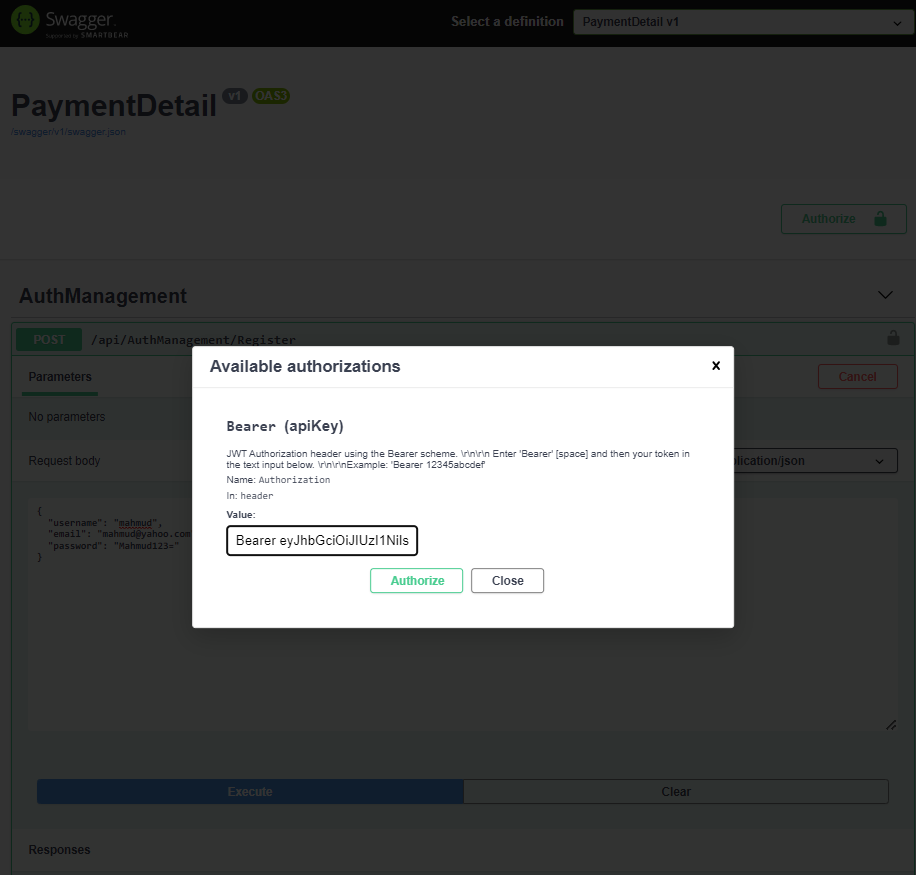 Swagger.
Supported by SMARTBEAR
Select a definition
PaymentDetail v1
PaymentDetail v1 OAS3
/swagger/v1/swagger.json
Authorize
AuthManagement
POST /api/AuthManagement/Register
Parameters
Cancel
No parameters
Request body
lication/json
{
"username": "mahmud",
"email": "mahmud@yahoo.com
"password": "Mahmud123="
}
Available authorizations
x
Bearer (apiKey)
JWT Authorization header using the Bearer scheme. \r\n\r\n Enter 'Bearer' [space] and then your token in
the text input below. \r\n\r\nExample: 'Bearer 12345abcdef'
Name: Authorization
In: header
Value:
Bearer eyJhbGciOiJIUzI1NiIs
Authorize
Close
Execute
Clear
Responses